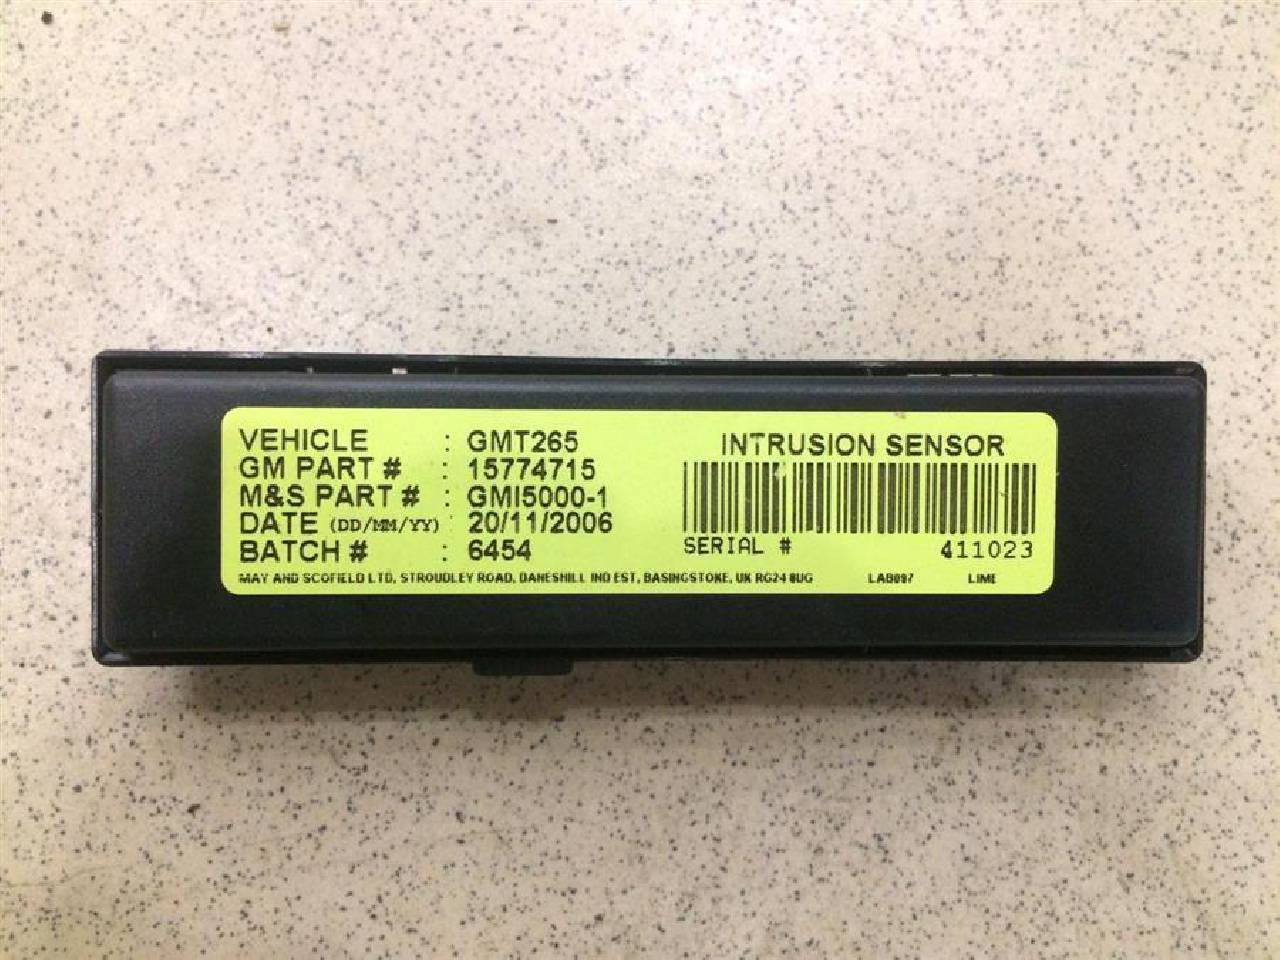 VEHICLE : GMT265
GM PART # : 15774715
M&S PART # : GMI5000-1
DATE (DD/MM/YY) : 20/11/2006
BATCH # : 6454
INTRUSION SENSOR
SERIAL # 411023
MAY AND SCOFIELD LTD, STROUDLEY ROAD, DANESHILL IND EST, BASINGSTOKE, UK RG24 8UG LAB097 LIME